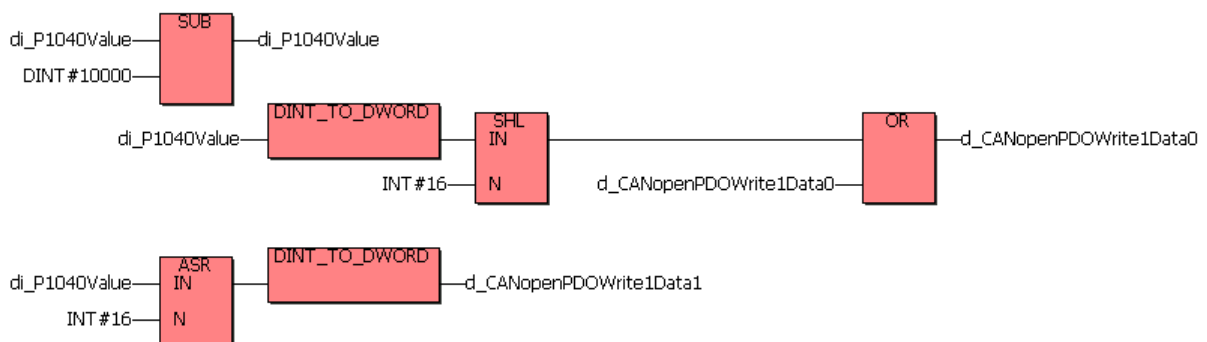 SUB
di_P1040Value di_P1040Value
DINT#10000
DINT_TO_DWORD SHL OR
di_P1040Value IN d_CANopenPDOWrite1Data0
INT#16 N d_CANopenPDOWrite1Data0
ASR DINT_TO_DWORD
di_P1040Value IN d_CANopenPDOWrite1Data1
INT#16 N